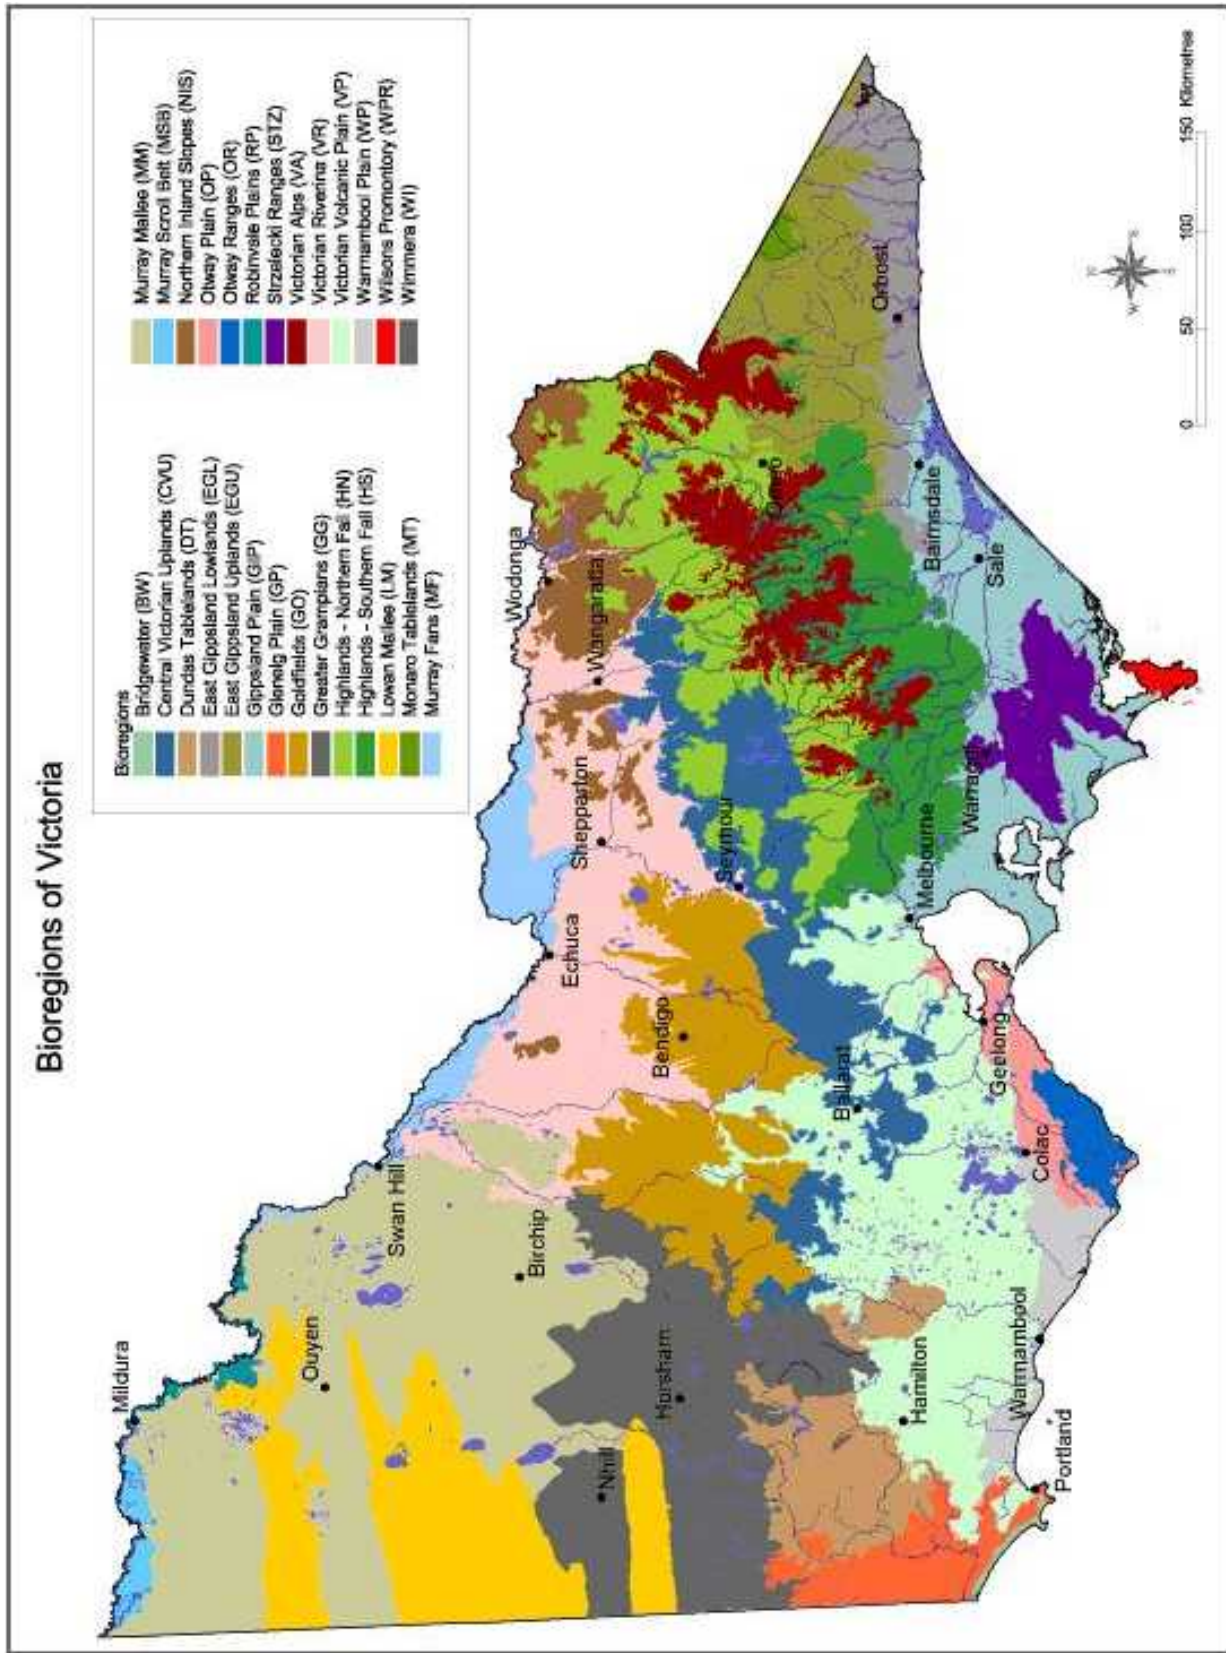 Bioregions of Victoria
Bioregions
Bridgewater (BW)
Central Victorian Uplands (CVU)
Dundas Tablelands (DT)
East Gippsland Lowlands (EGL)
East Gippsland Uplands (EGU)
Gippsland Plain (GIP)
Glenelg Plain (GP)
Goldfields (GO)
Greater Grampians (GG)
Highlands - Northern Fall (HN)
Highlands - Southern Fall (HS)
Lowan Mallee (LM)
Monaro Tablelands (MT)
Murray Fans (MF)
Murray Mallee (MM)
Murray Scroll Belt (MSB)
Northern Inland Slopes (NIS)
Otway Plain (OP)
Otway Ranges (OR)
Robinvale Plains (RP)
Strzelecki Ranges (STZ)
Victorian Alps (VA)
Victorian Riverina (VR)
Victorian Volcanic Plain (VP)
Warrnambool Plain (WP)
Wilsons Promontory (WPR)
Wimmera (WI)
Mildura
Ouyen
Swan Hill
Birchip
Nhill
Horsham
Echuca
Bendigo
Shepparton
Wodonga
Wangaratta
Seymour
Omeo
Ballarat
Hamilton
Melbourne
Warragul
Bairnsdale
Sale
Orbost
Geelong
Colac
Warrnambool
Portland
0 50 100 150 Kilometres